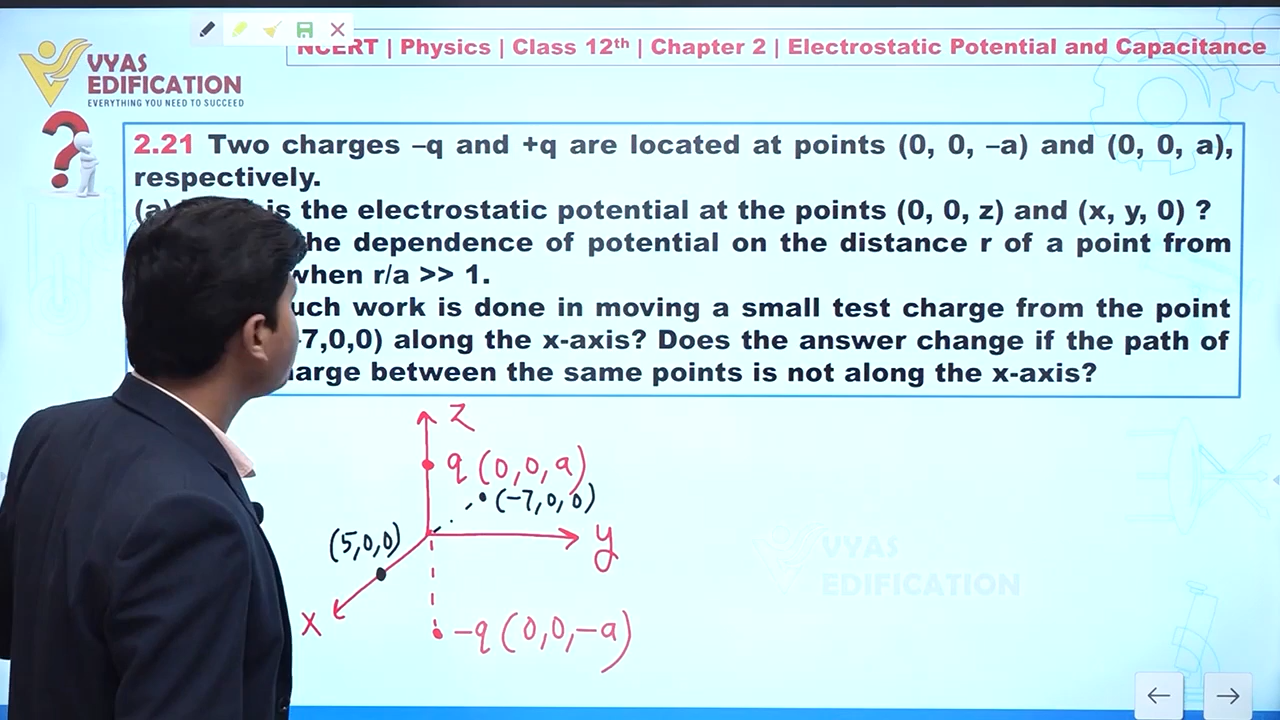 NCERT | Physics | Class 12th | Chapter 2 | Electrostatic Potential and Capacitance
VYAS
EDIFICATION
EVERYTHING YOU NEED TO SUCCEED
2.21 Two charges –q and +q are located at points (0, 0, –a) and (0, 0, a),
respectively.
(a) is the electrostatic potential at the points (0, 0, z) and (x, y, 0) ?
the dependence of potential on the distance r of a point from
when r/a >> 1.
work is done in moving a small test charge from the point
7,0,0) along the x-axis? Does the answer change if the path of
between the same points is not along the x-axis?
z
q (0,0,a)
(-7,0,0)
(5,0,0)
y
x
-q (0,0,-a)
VYAS
EDIFICATION